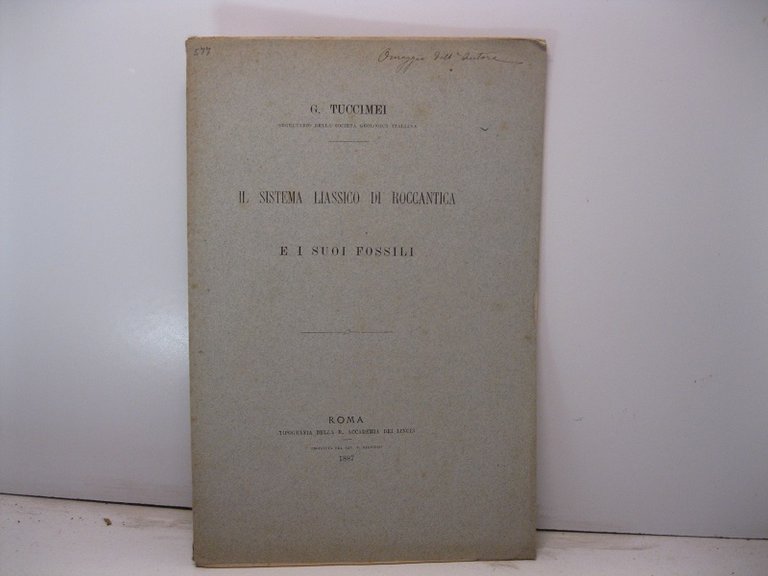 577
Omaggio dell'Autore
G. TUCCIMEI
SEGRETARIO DELLA SOCIETÀ GEOLOGICA ITALIANA
IL SISTEMA LIASSICO DI ROCCANTICA
E I SUOI FOSSILI
ROMA
TIPOGRAFIA DELLA R. ACCADEMIA DEI LINCEI
1887